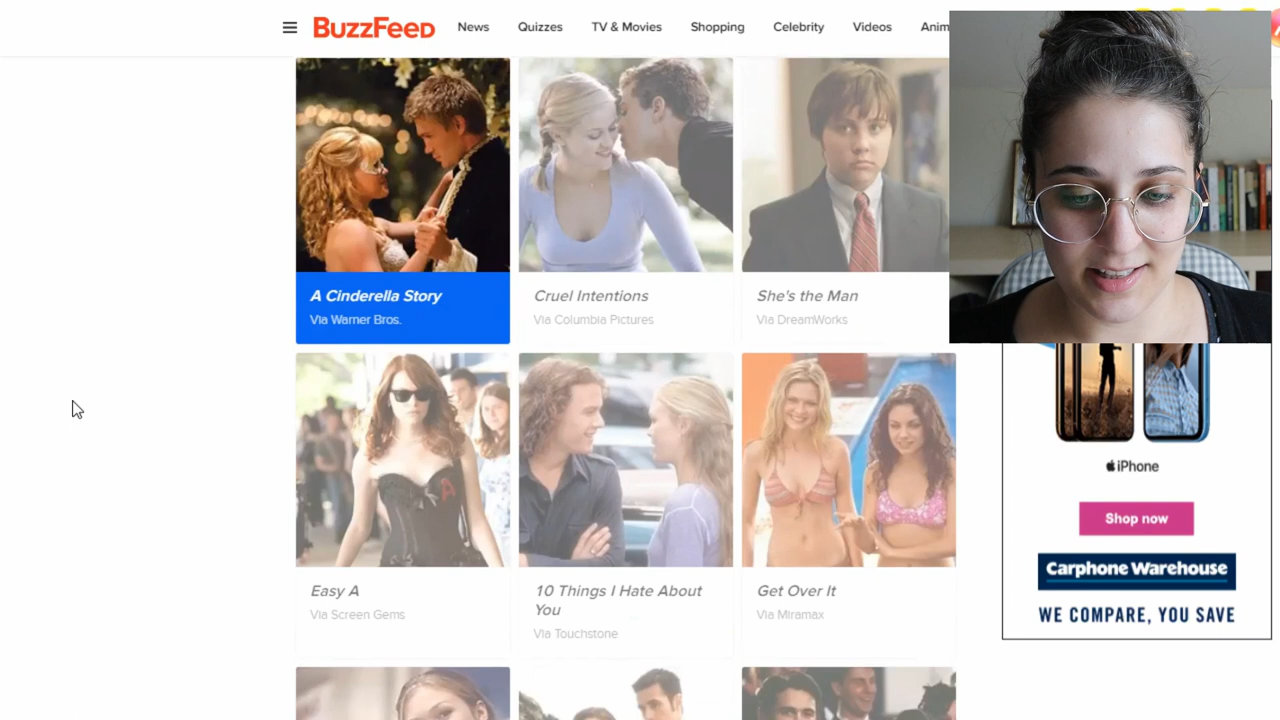 BuzzFeed News Quizzes TV & Movies Shopping Celebrity Videos Anim
A Cinderella Story
Via Warner Bros.
Cruel Intentions
Via Columbia Pictures
She's the Man
Via DreamWorks
A
Easy A
Via Screen Gems
10 Things I Hate About
You
Via Touchstone
Get Over It
Via Miramax
iPhone
Shop now
Carphone Warehouse
WE COMPARE, YOU SAVE